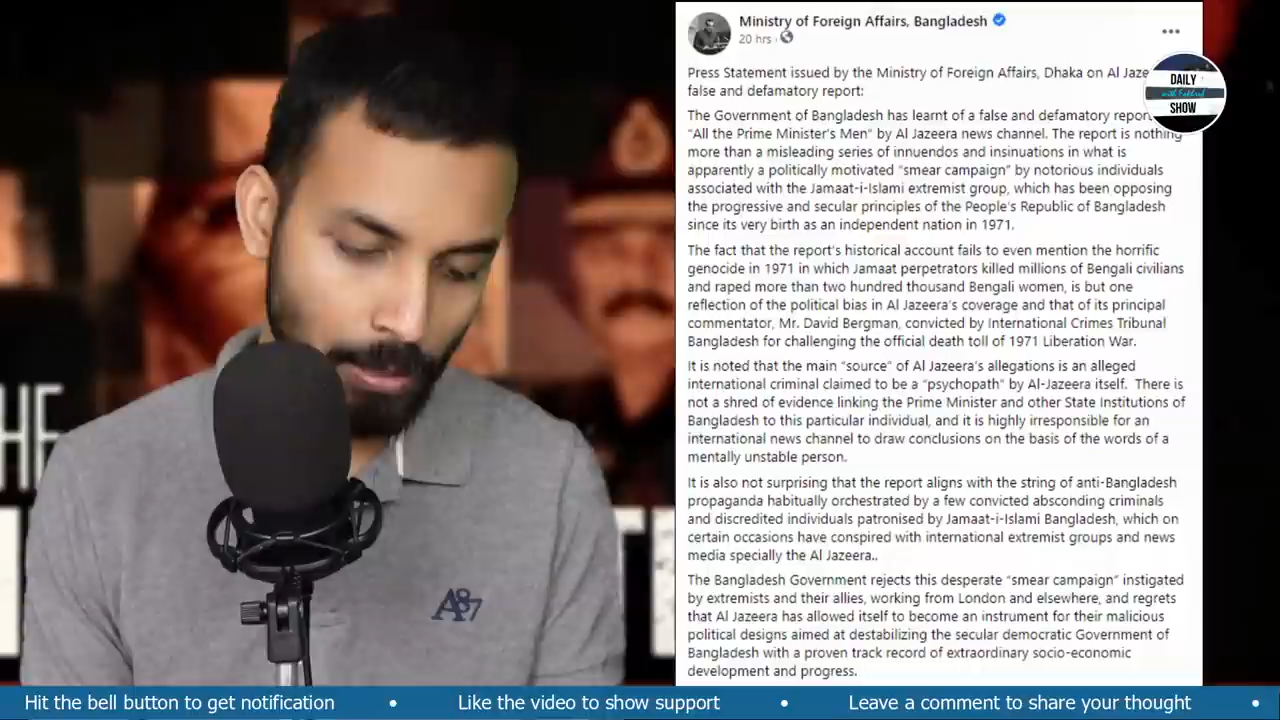 Ministry of Foreign Affairs, Bangladesh
20 hrs ·
Press Statement issued by the Ministry of Foreign Affairs, Dhaka on Al Jaze
false and defamatory report:
The Government of Bangladesh has learnt of a false and defamatory report
"All the Prime Minister's Men" by Al Jazeera news channel. The report is nothing
more than a misleading series of innuendos and insinuations in what is
apparently a politically motivated "smear campaign" by notorious individuals
associated with the Jamaat-i-Islami extremist group, which has been opposing
the progressive and secular principles of the People's Republic of Bangladesh
since its very birth as an independent nation in 1971.
The fact that the report's historical account fails to even mention the horrific
genocide in 1971 in which Jamaat perpetrators killed millions of Bengali civilians
and raped more than two hundred thousand Bengali women, is but one
reflection of the political bias in Al Jazeera's coverage and that of its principal
commentator, Mr. David Bergman, convicted by International Crimes Tribunal
Bangladesh for challenging the official death toll of 1971 Liberation War.
It is noted that the main "source" of Al Jazeera's allegations is an alleged
international criminal claimed to be a "psychopath" by Al-Jazeera itself. There is
not a shred of evidence linking the Prime Minister and other State Institutions of
Bangladesh to this particular individual, and it is highly irresponsible for an
international news channel to draw conclusions on the basis of the words of a
mentally unstable person.
It is also not surprising that the report aligns with the string of anti-Bangladesh
propaganda habitually orchestrated by a few convicted absconding criminals
and discredited individuals patronised by Jamaat-i-Islami Bangladesh, which on
certain occasions have conspired with international extremist groups and news
media specially the Al Jazeera..
The Bangladesh Government rejects this desperate "smear campaign" instigated
by extremists and their allies, working from London and elsewhere, and regrets
that Al Jazeera has allowed itself to become an instrument for their malicious
political designs aimed at destabilizing the secular democratic Government of
Bangladesh with a proven track record of extraordinary socio-economic
development and progress.
DAILY
with Fakhrul
SHOW
HE
A87
Hit the bell button to get notification • Like the video to show support • Leave a comment to share your thought •